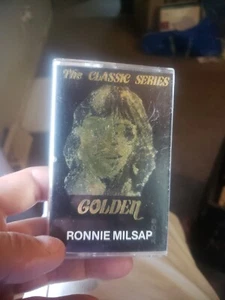 The CLASSIC SERIES
GOLDEN
RONNIE MILSAP